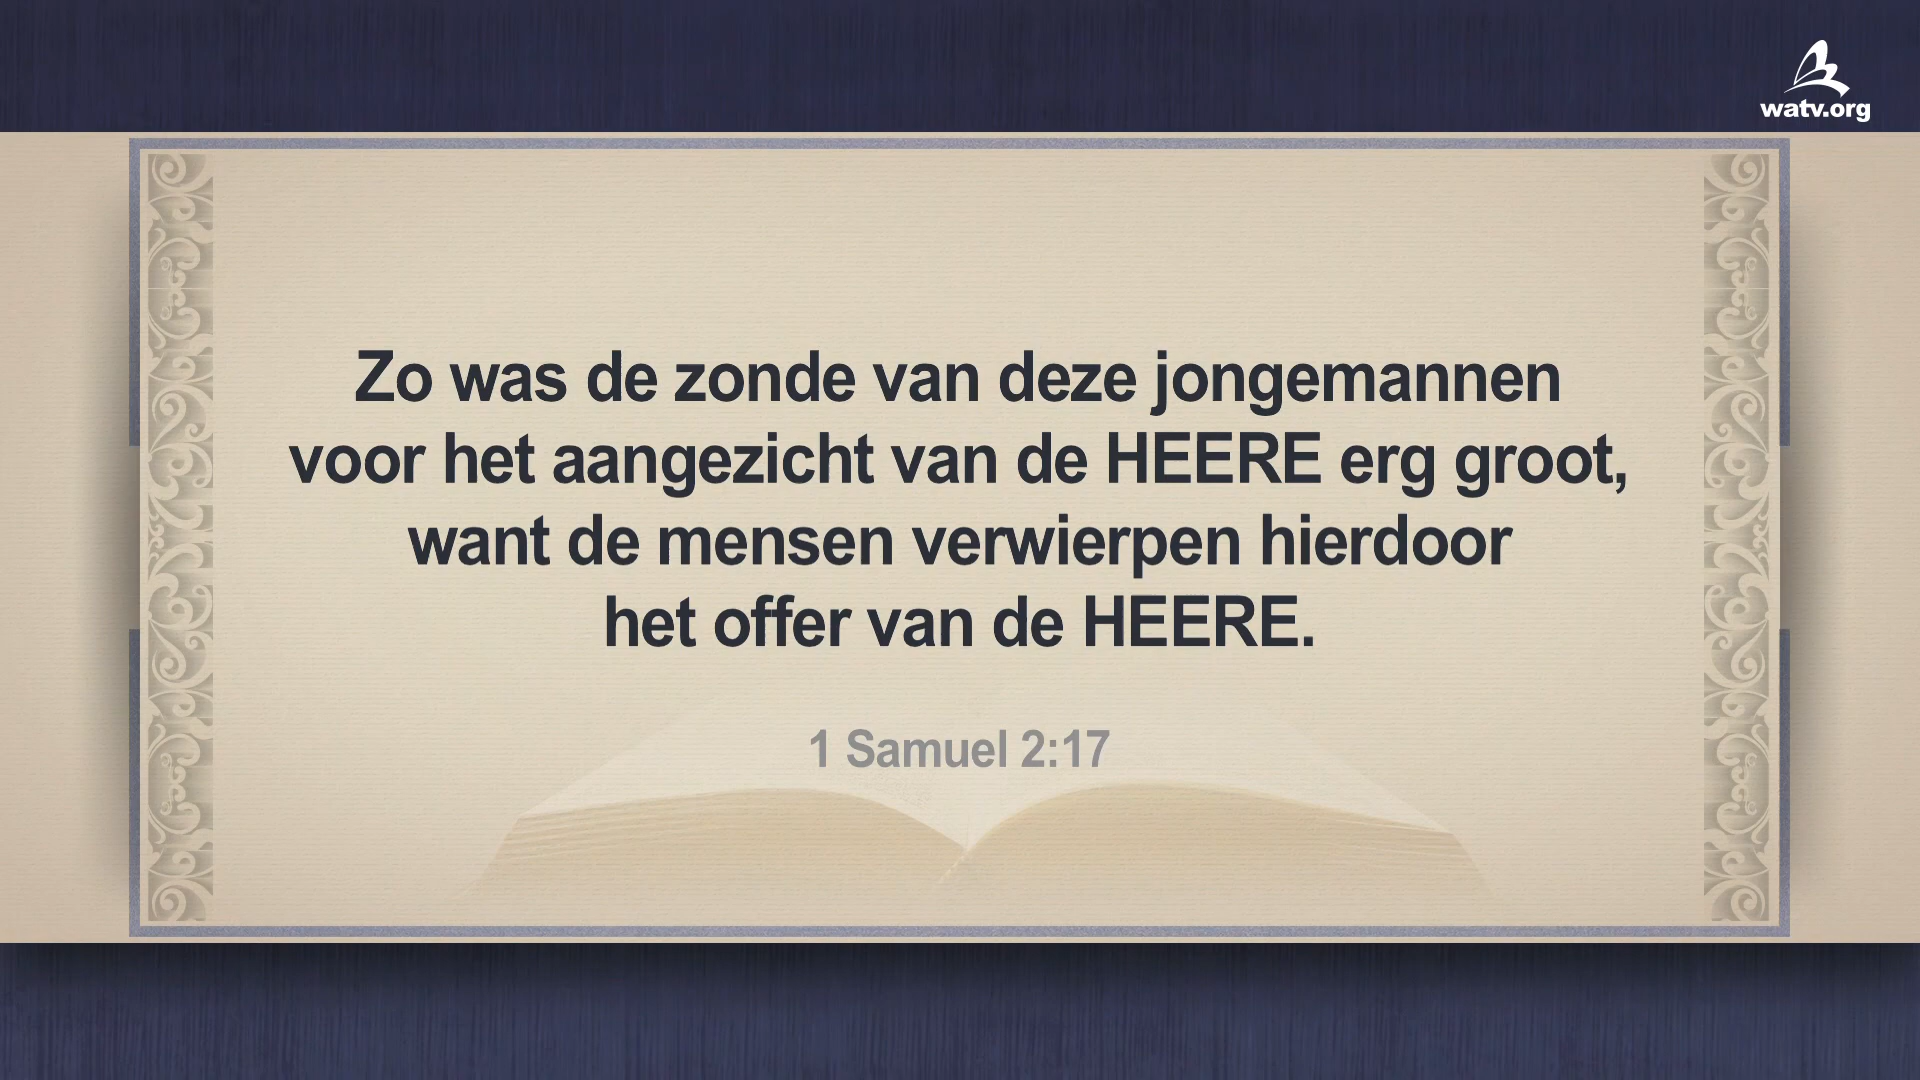 watv.org
Zo was de zonde van deze jongemannen
voor het aangezicht van de HEERE erg groot,
want de mensen verwierpen hierdoor
het offer van de HEERE.
1 Samuel 2:17